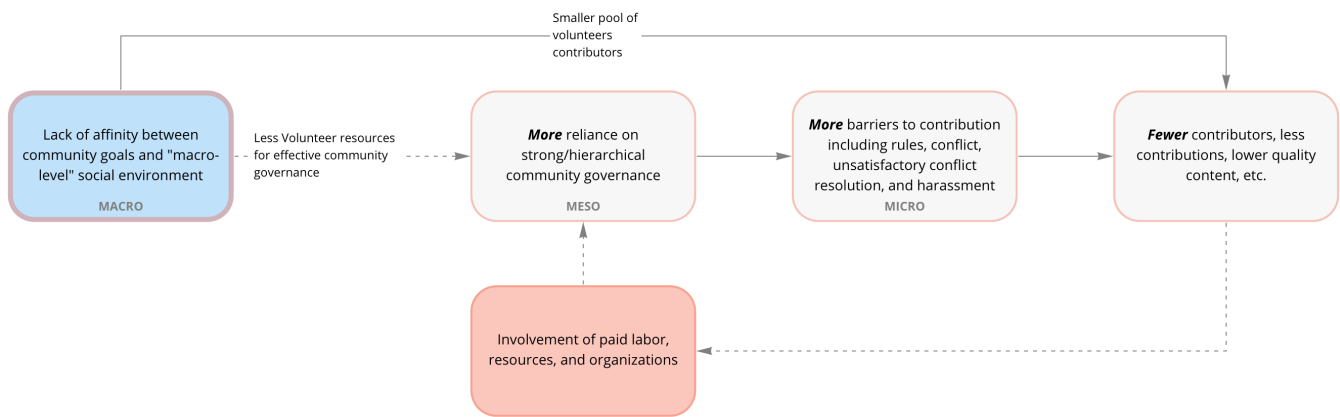 Smaller pool of
volunteers
contributors
Lack of affinity between
community goals and "macro-
level" social environment
MACRO
Less Volunteer resources
for effective community
governance
More reliance on
strong/hierarchical
community governance
MESO
More barriers to contribution
including rules, conflict,
unsatisfactory conflict
resolution, and harassment
MICRO
Fewer contributors, less
contributions, lower quality
content, etc.
Involvement of paid labor,
resources, and organizations